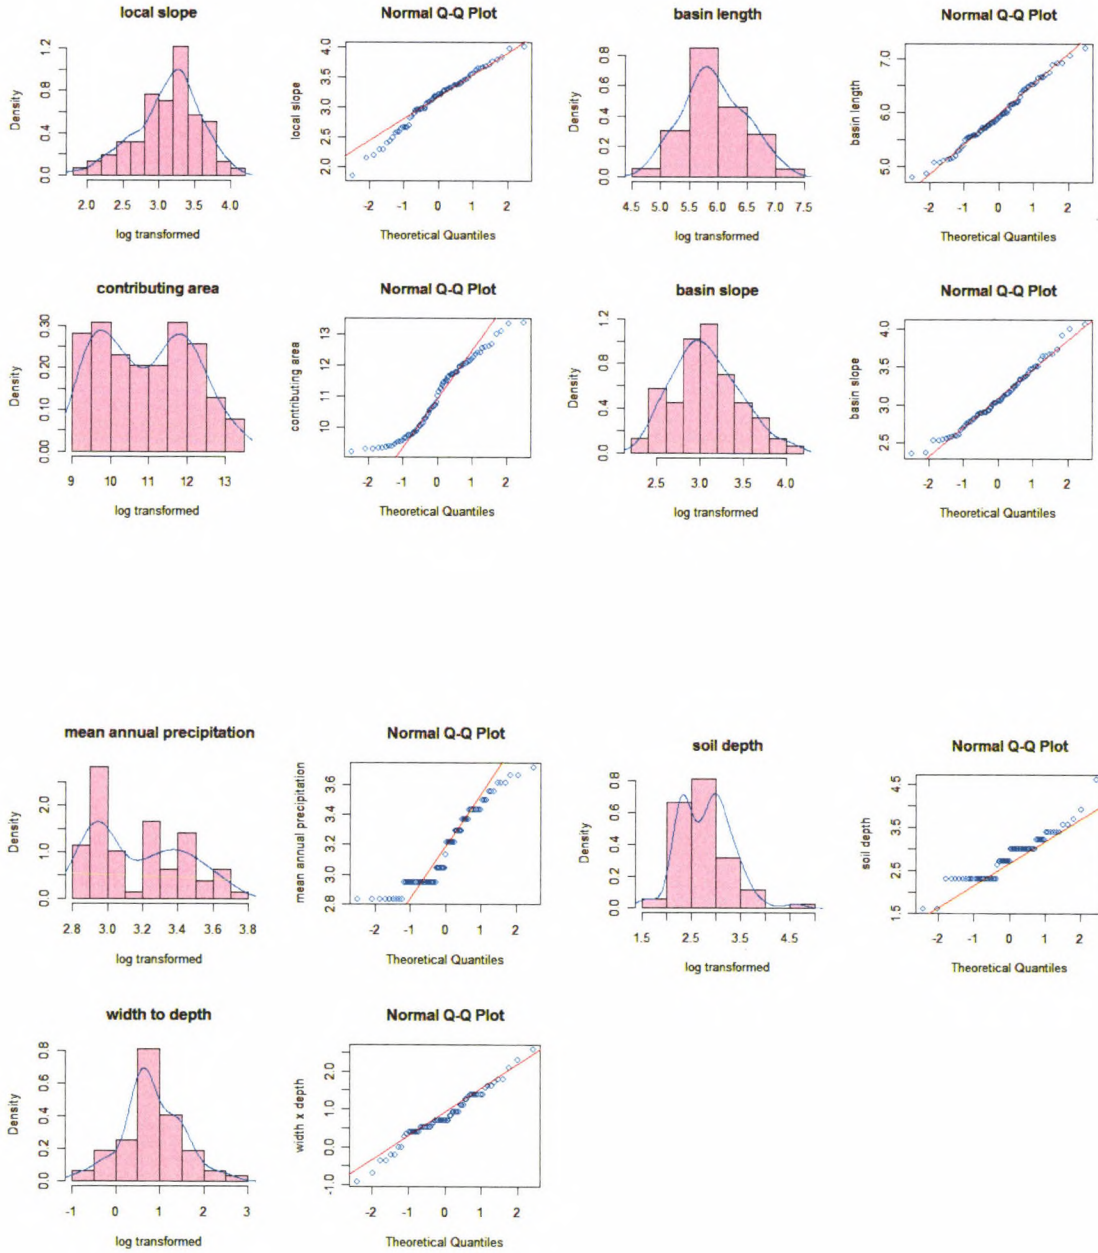 local slope
Density
0.0 0.4 0.8 1.2
2.0 2.5 3.0 3.5 4.0
log transformed
Normal Q-Q Plot
local slope
2.0 2.5 3.0 3.5 4.0
-2 -1 0 1 2
Theoretical Quantiles
basin length
Density
0.0 0.2 0.4 0.6 0.8
4.5 5.0 5.5 6.0 6.5 7.0 7.5
log transformed
Normal Q-Q Plot
basin length
5.0 6.0 7.0
-2 -1 0 1 2
Theoretical Quantiles
contributing area
Density
0.00 0.10 0.20 0.30
9 10 11 12 13
log transformed
Normal Q-Q Plot
contributing area
10 11 12 13
-2 -1 0 1 2
Theoretical Quantiles
basin slope
Density
0.0 0.4 0.8 1.2
2.5 3.0 3.5 4.0
log transformed
Normal Q-Q Plot
basin slope
2.5 3.0 3.5 4.0
-2 -1 0 1 2
Theoretical Quantiles
mean annual precipitation
Density
0.0 1.0 2.0
2.8 3.0 3.2 3.4 3.6 3.8
log transformed
Normal Q-Q Plot
mean annual precipitation
2.8 3.0 3.2 3.4 3.6
-2 -1 0 1 2
Theoretical Quantiles
soil depth
Density
0.0 0.2 0.4 0.6 0.8
1.5 2.5 3.5 4.5
log transformed
Normal Q-Q Plot
soil depth
1.5 2.5 3.5 4.5
-2 -1 0 1 2
Theoretical Quantiles
width to depth
Density
0.0 0.2 0.4 0.6 0.8
-1 0 1 2 3
log transformed
Normal Q-Q Plot
width x depth
-1.0 0.0 1.0 2.0
-2 -1 0 1 2
Theoretical Quantiles